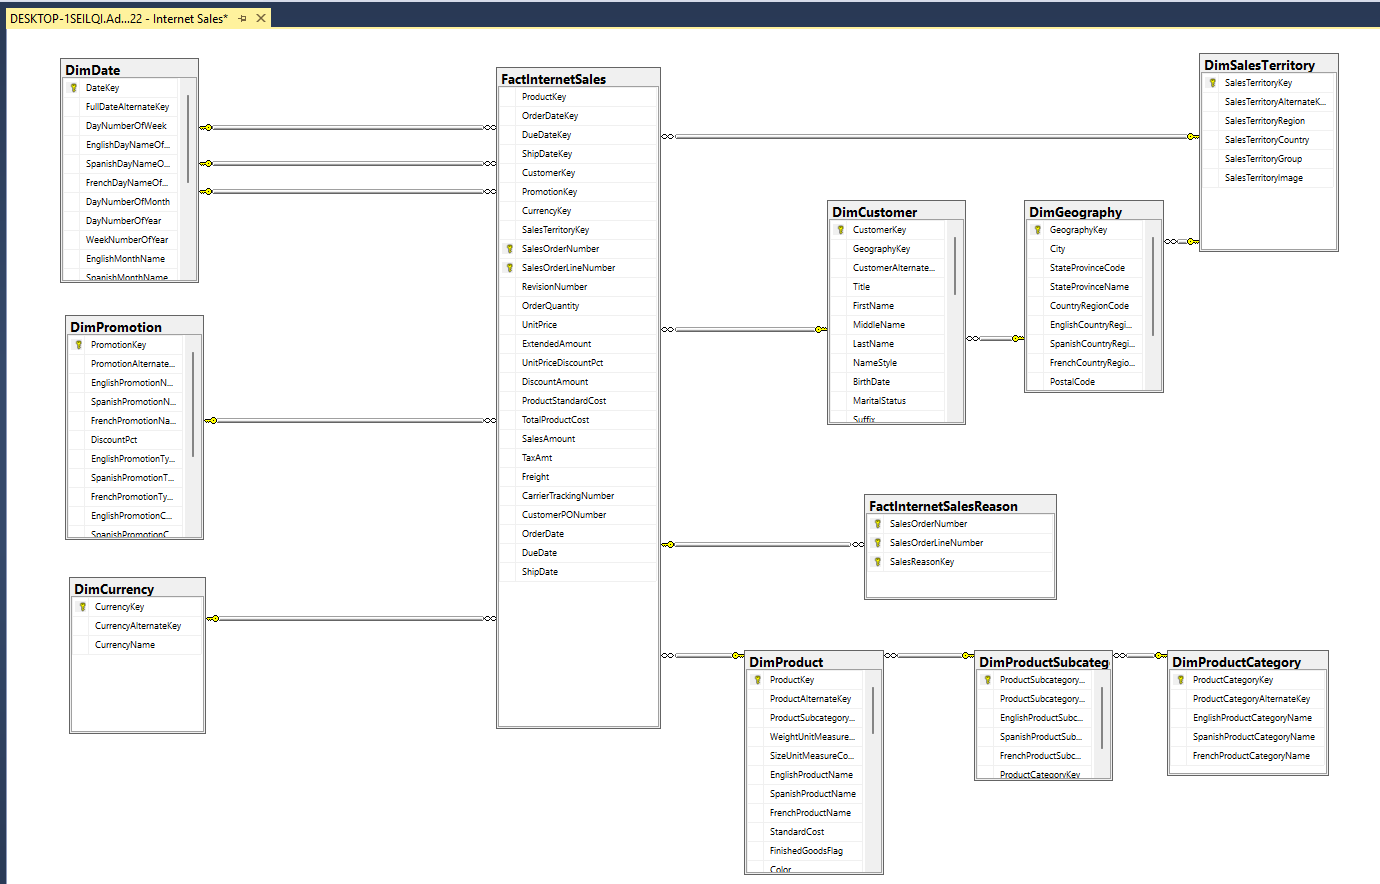 DESKTOP-1SEILQI.Ad...22 - Internet Sales*
DimDate
DateKey
FullDateAlternateKey
DayNumberOfWeek
EnglishDayNameOf...
SpanishDayNameO...
FrenchDayNameOf...
DayNumberOfMonth
DayNumberOfYear
WeekNumberOfYear
EnglishMonthName
SpanishMonthName
DimPromotion
PromotionKey
PromotionAlternate...
EnglishPromotionN...
SpanishPromotionN...
FrenchPromotionNa...
DiscountPct
EnglishPromotionTy...
SpanishPromotionT...
FrenchPromotionTy...
EnglishPromotionC...
SpanishPromotionC
DimCurrency
CurrencyKey
CurrencyAlternateKey
CurrencyName
FactInternetSales
ProductKey
OrderDateKey
DueDateKey
ShipDateKey
CustomerKey
PromotionKey
CurrencyKey
SalesTerritoryKey
SalesOrderNumber
SalesOrderLineNumber
RevisionNumber
OrderQuantity
UnitPrice
ExtendedAmount
UnitPriceDiscountPct
DiscountAmount
ProductStandardCost
TotalProductCost
SalesAmount
TaxAmt
Freight
CarrierTrackingNumber
CustomerPONumber
OrderDate
DueDate
ShipDate
DimCustomer
CustomerKey
GeographyKey
CustomerAlternate...
Title
FirstName
MiddleName
LastName
NameStyle
BirthDate
MaritalStatus
Suffix
DimGeography
GeographyKey
City
StateProvinceCode
StateProvinceName
CountryRegionCode
EnglishCountryRegi...
SpanishCountryRegi...
FrenchCountryRegio...
PostalCode
DimSalesTerritory
SalesTerritoryKey
SalesTerritoryAlternateK...
SalesTerritoryRegion
SalesTerritoryCountry
SalesTerritoryGroup
SalesTerritoryImage
FactInternetSalesReason
SalesOrderNumber
SalesOrderLineNumber
SalesReasonKey
DimProduct
ProductKey
ProductAlternateKey
ProductSubcategory...
WeightUnitMeasure...
SizeUnitMeasureCo...
EnglishProductName
SpanishProductName
FrenchProductName
StandardCost
FinishedGoodsFlag
Color
DimProductSubcateg
ProductSubcategory...
ProductSubcategory...
EnglishProductSubc...
SpanishProductSub...
FrenchProductSubc...
ProductCategoryKey
DimProductCategory
ProductCategoryKey
ProductCategoryAlternateKey
EnglishProductCategoryName
SpanishProductCategoryName
FrenchProductCategoryName